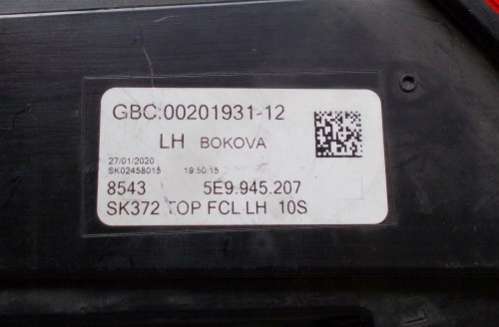 GBC:00201931-12
LH BOKOVA
27/01/2020
SK02458015 19:50:15
8543 5E9.945.207
SK372 TOP FCL LH 10S